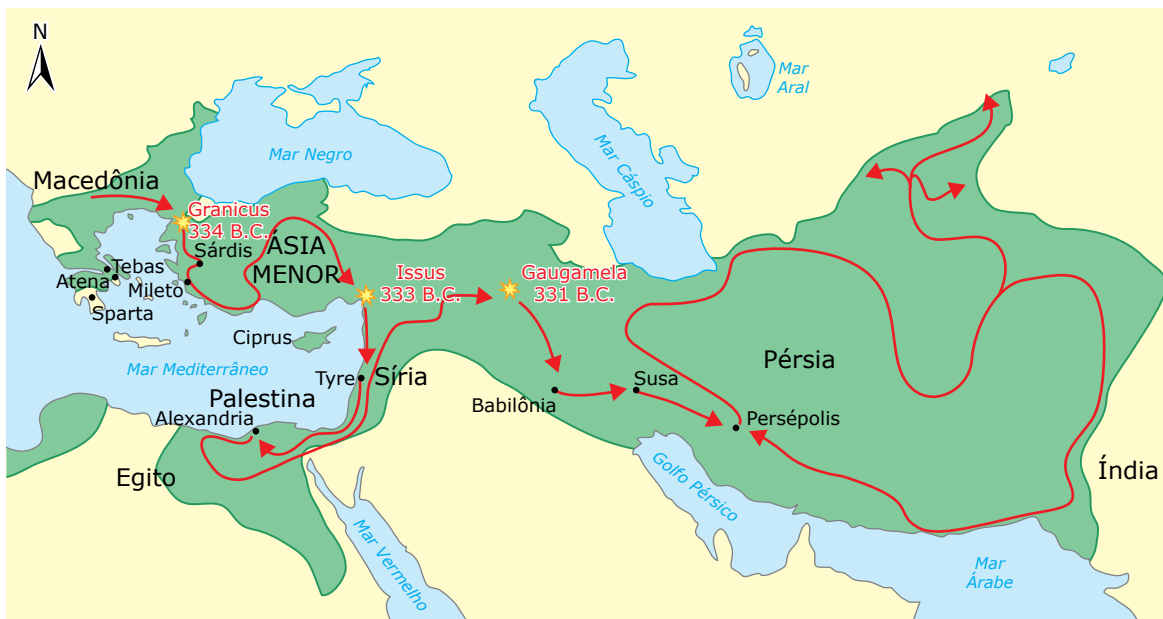 N
Mar Negro
Mar Cáspio
Mar
Aral
Macedônia
Granicus
334 B.C.
Sárdis
ÁSIA
MENOR
Tebas
Atena
Mileto
Sparta
Issus
333 B.C.
Gaugamela
331 B.C.
Ciprus
Mar Mediterrâneo
Tyre
Síria
Palestina
Alexandria
Egito
Babilônia
Susa
Pérsia
Persépolis
Golfo Pérsico
Índia
Mar Vermelho
Mar
Árabe